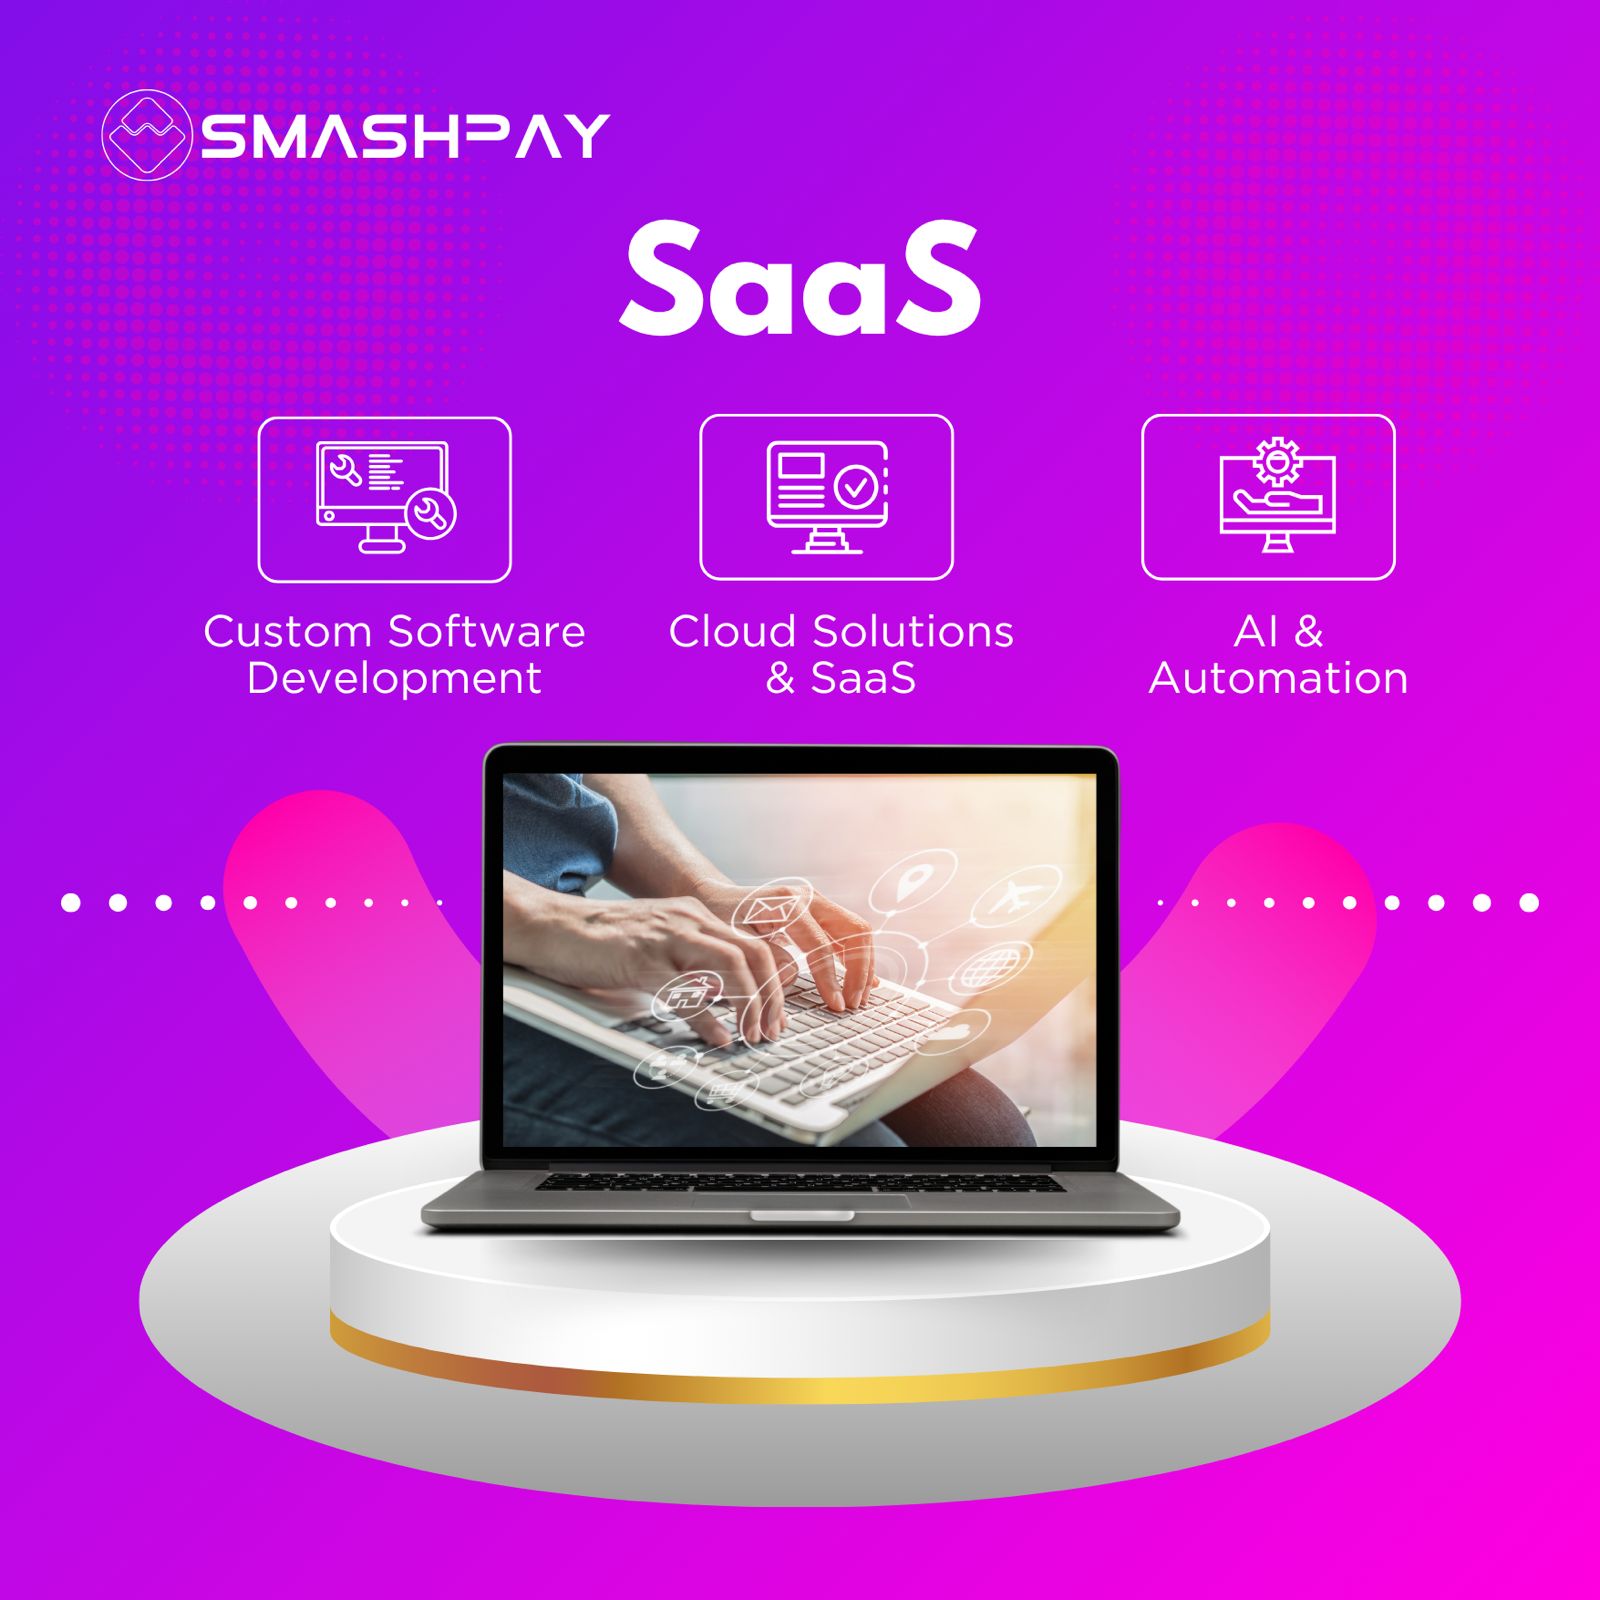 SMASHPAY
SaaS
Custom Software
Development
Cloud Solutions
& SaaS
AI &
Automation